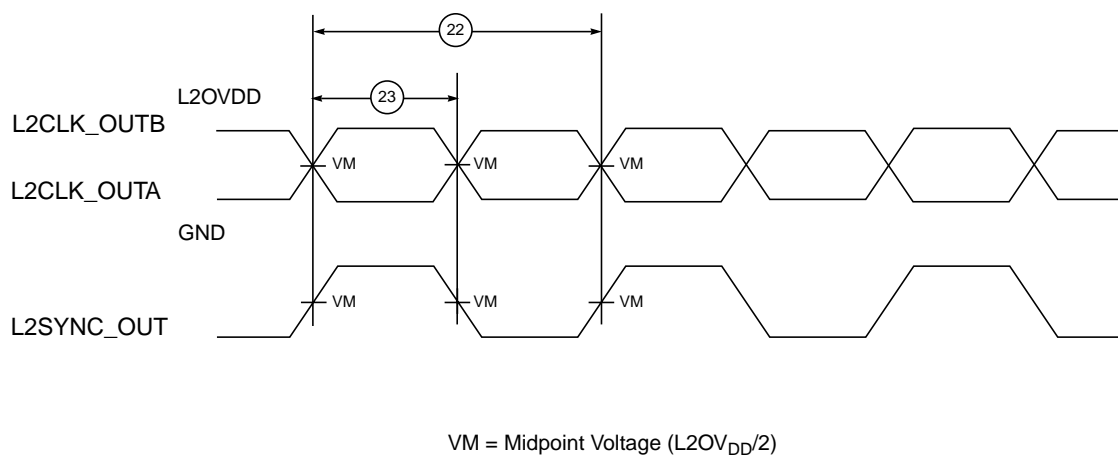 22
L2OVDD
23
L2CLK_OUTB
VM VM VM
L2CLK_OUTA
GND
VM VM VM
L2SYNC_OUT
VM = Midpoint Voltage (L2OVDD/2)